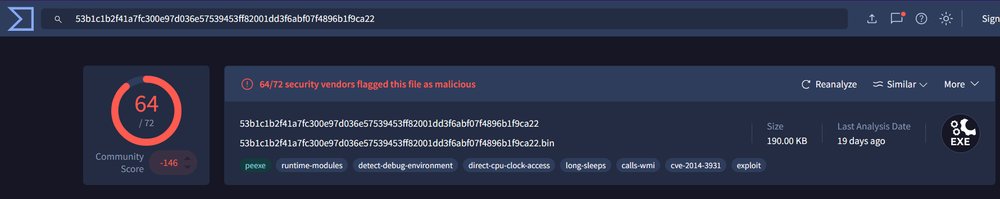 53b1c1b2f41a7fc300e97d036e57539453ff82001dd3f6abf07f4896b1f9ca22
Sign
64
/ 72
Community
Score
-146
64/72 security vendors flagged this file as malicious
Reanalyze
Similar
More
53b1c1b2f41a7fc300e97d036e57539453ff82001dd3f6abf07f4896b1f9ca22
53b1c1b2f41a7fc300e97d036e57539453ff82001dd3f6abf07f4896b1f9ca22.bin
peexe
runtime-modules
detect-debug-environment
direct-cpu-clock-access
long-sleeps
calls-wmi
cve-2014-3931
exploit
Size
190.00 KB
Last Analysis Date
19 days ago
EXE